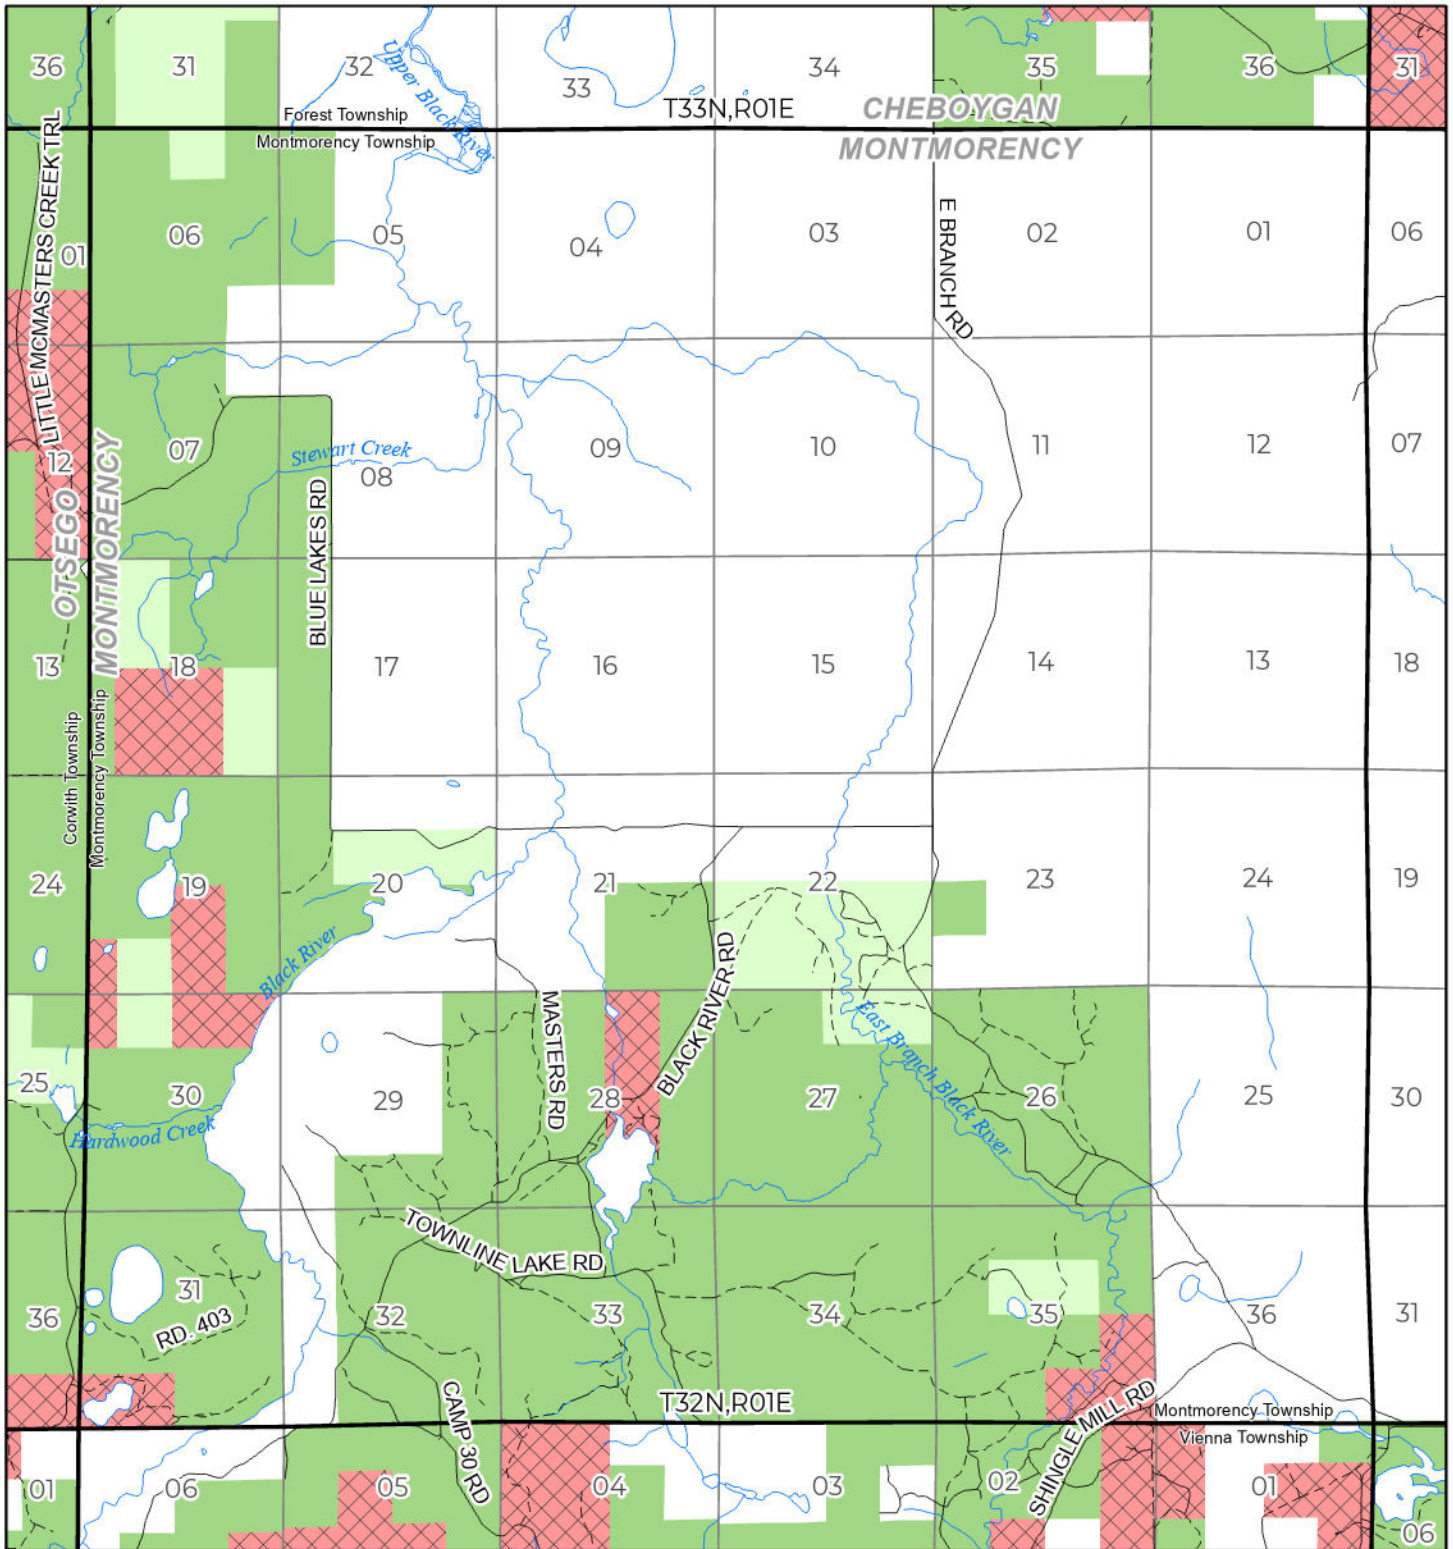 36
31
32
33
34
35
36
31
Upper Black River
Forest Township
T33N,R01E
CHEBOYGAN
Montmorency Township
MONTMORENCY
LITTLE MCMASTERS CREEK TRL
01
06
05
04
03
E BRANCH RD
02
01
06
12
07
Stewart Creek
08
09
10
11
12
07
OTSEGO
MONTMORENCY
BLUE LAKES RD
13
18
17
16
15
14
13
18
Corwith Township
Montmorency Township
24
19
20
21
22
23
24
19
Black River
MASTERS RD
BLACK RIVER RD
East Branch Black River
25
30
29
28
27
26
25
30
Hardwood Creek
TOWNLINE LAKE RD
36
31
RD. 403
32
33
34
35
36
31
CAMP 30 RD
T32N,R01E
SHINGLE MILL RD
Montmorency Township
Vienna Township
01
06
05
04
03
02
01
06